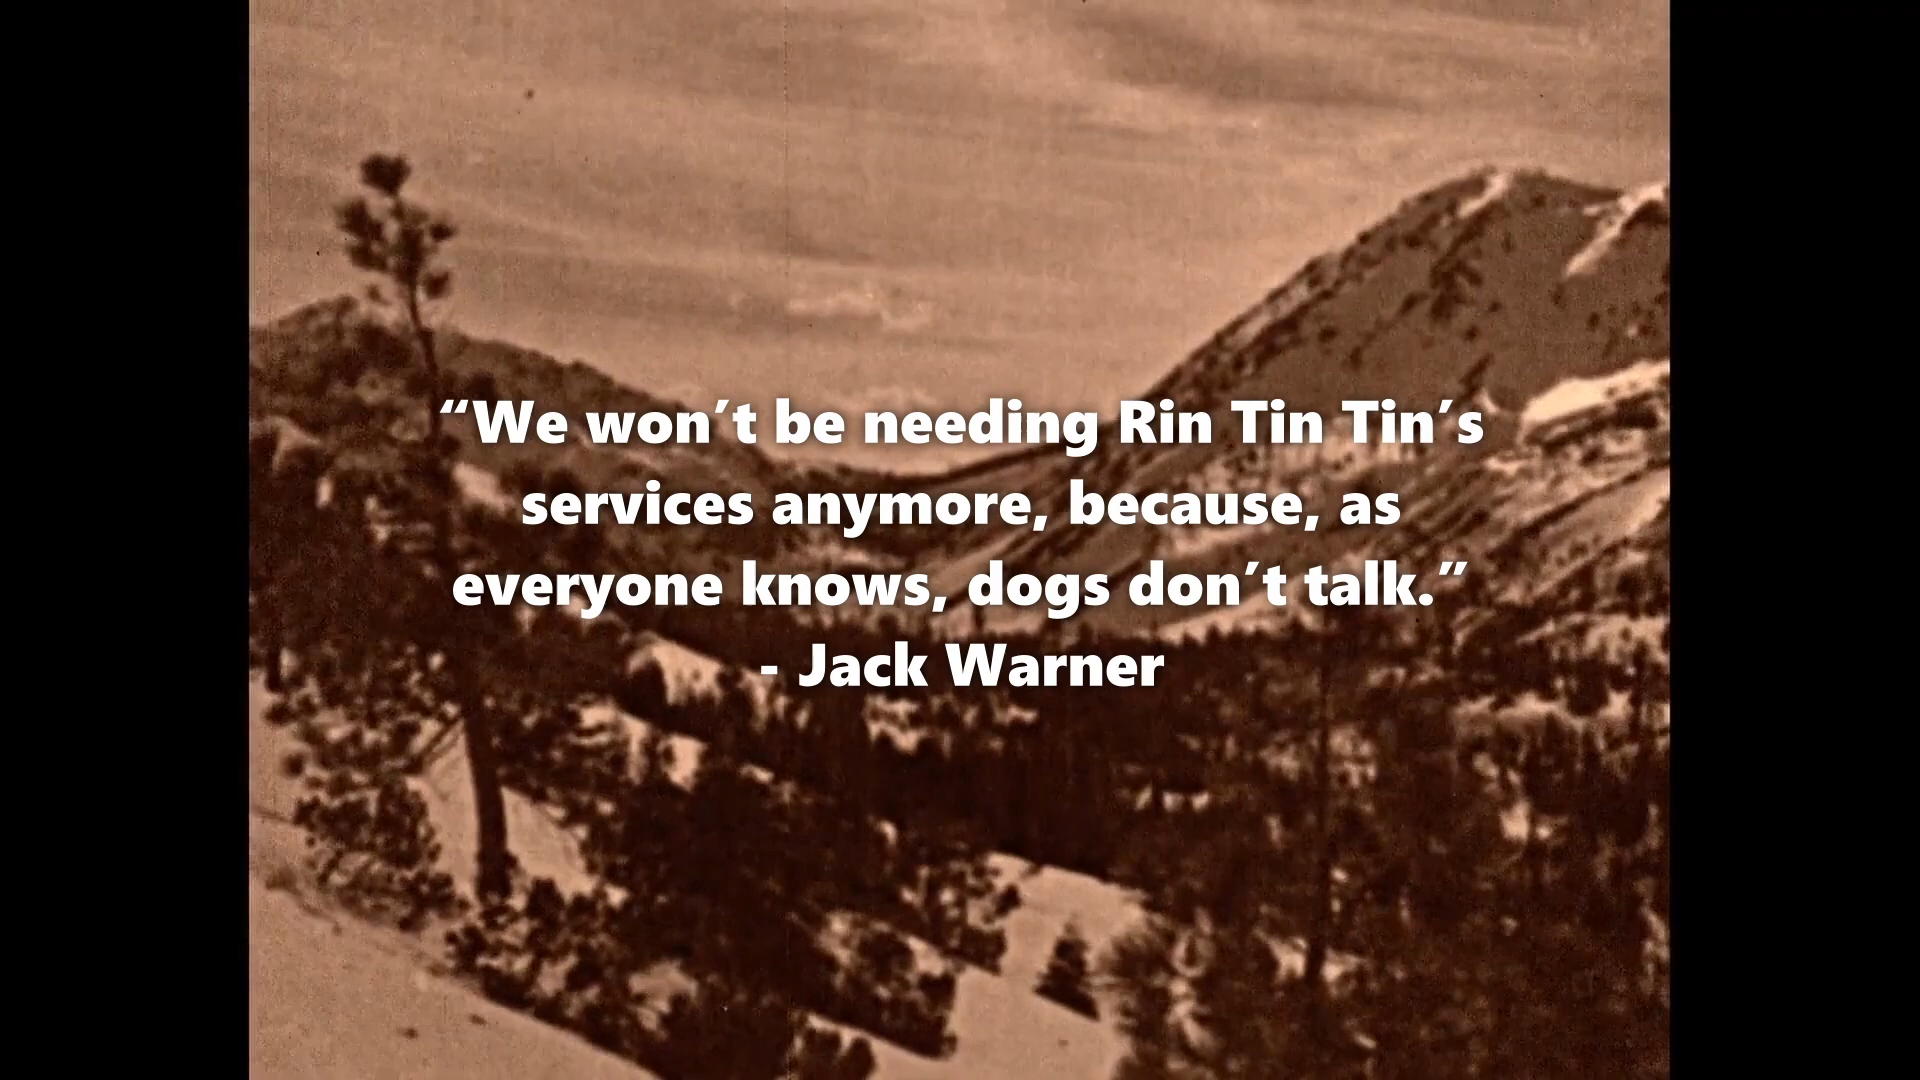 “We won’t be needing Rin Tin Tin’s
services anymore, because, as
everyone knows, dogs don’t talk.”
- Jack Warner